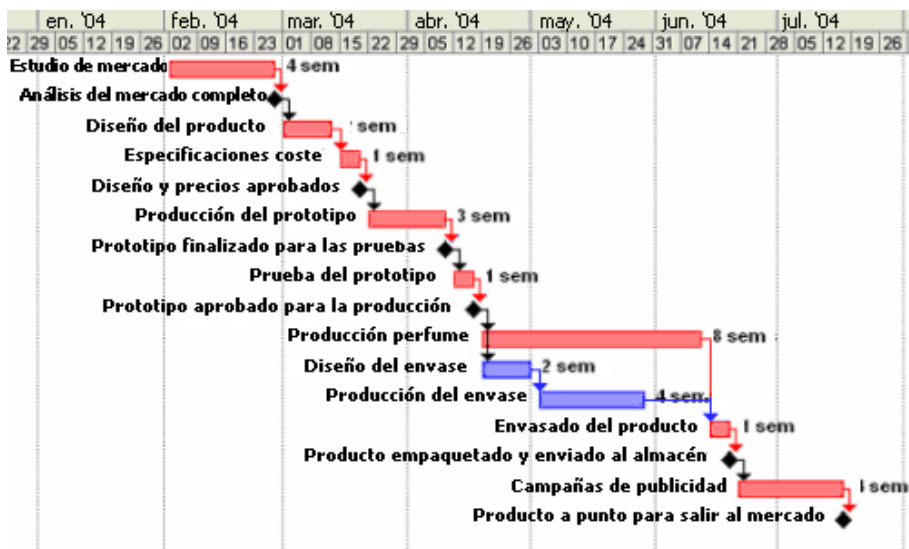 en. '04 feb. '04 mar. '04 abr. '04 may. '04 jun. '04 jul. '04
22 29 05 12 19 26 02 09 16 23 01 08 15 22 29 05 12 19 26 03 10 17 24 31 07 14 21 28 05 12 19 26
Estudio de mercado 4 sem
Análisis del mercado completo
Diseño del producto sem
Especificaciones coste 1 sem
Diseño y precios aprobados
Producción del prototipo 3 sem
Prototipo finalizado para las pruebas
Prueba del prototipo 1 sem
Prototipo aprobado para la producción
Producción perfume 8 sem
Diseño del envase 2 sem
Producción del envase 4 sem
Envasado del producto 1 sem
Producto empaquetado y enviado al almacén
Campañas de publicidad sem
Producto a punto para salir al mercado